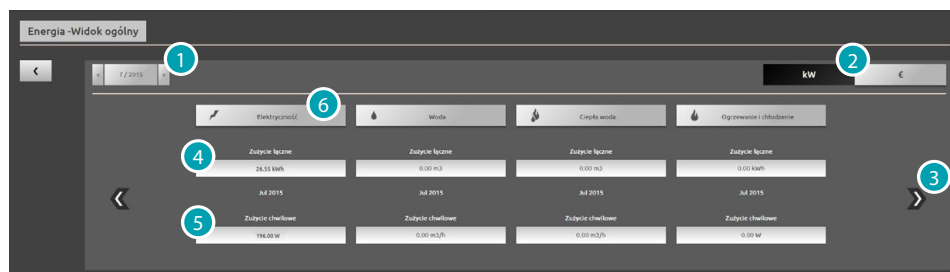 Energia -Widok ogólny
1
2
< 7 / 2015 > kW €
6
Elektryczność Woda Ciepła woda Ogrzewanie i chłodzenie
Zużycie łączne Zużycie łączne Zużycie łączne Zużycie łączne
4
26.55 kWh 0.00 m3 0.00 m3 0.00 kWh
3
Jul 2015 Jul 2015 Jul 2015 Jul 2015
Zużycie chwilowe Zużycie chwilowe Zużycie chwilowe Zużycie chwilowe
5
196.00 W 0.00 m3/h 0.00 m3/h 0.00 W